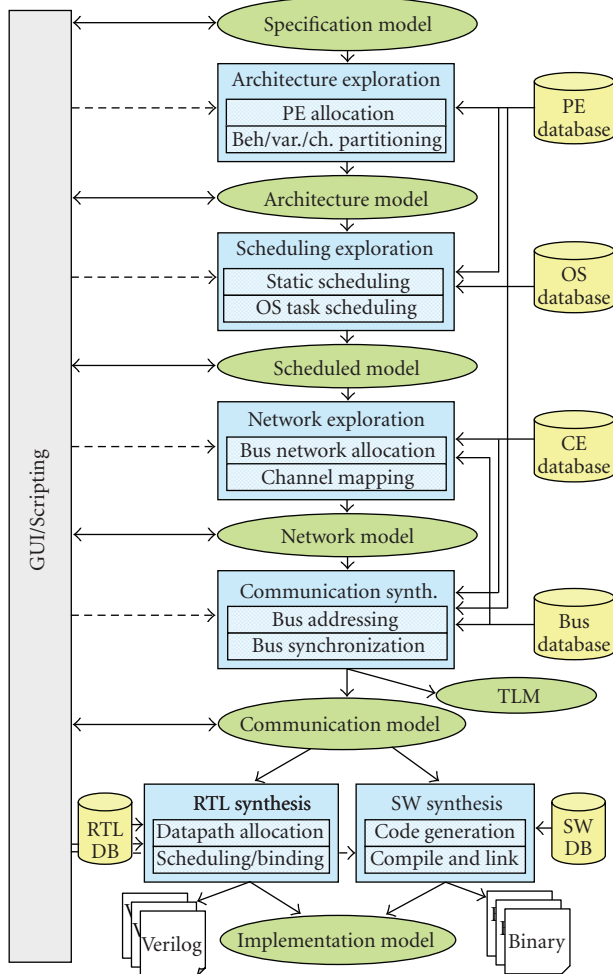 Specification model
Architecture exploration
PE allocation
Beh/var./ch. partitioning
PE
database
Architecture model
Scheduling exploration
Static scheduling
OS task scheduling
OS
database
Scheduled model
Network exploration
Bus network allocation
Channel mapping
CE
database
GUI/Scripting
Network model
Communication synth.
Bus addressing
Bus synchronization
Bus
database
TLM
Communication model
RTL synthesis
Datapath allocation
Scheduling/binding
RTL
DB
SW synthesis
Code generation
Compile and link
SW
DB
Verilog
Implementation model
Binary